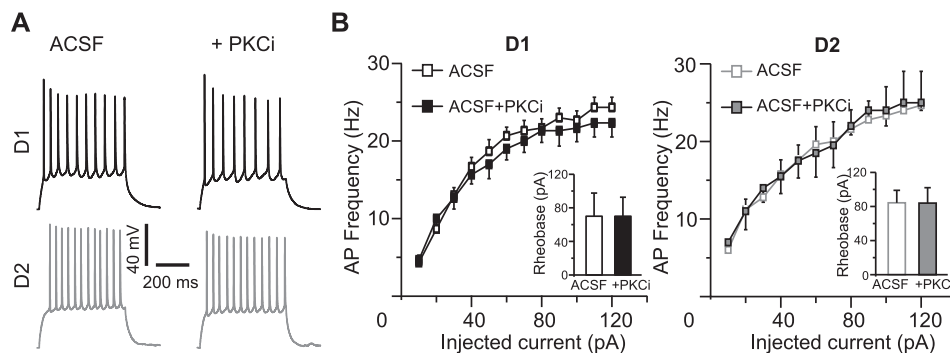 A
ACSF
+ PKCi
D1
D2
40 mV
200 ms
B
D1
30
ACSF
ACSF+PKCi
20
10
AP Frequency (Hz)
120
80
40
0
Rheobase (pA)
ACSF +PKCi
0
40
80
120
Injected current (pA)
D2
30
ACSF
ACSF+PKCi
20
10
AP Frequency (Hz)
120
80
40
0
Rheobase (pA)
ACSF +PKC
0
40
80
120
Injected current (pA)